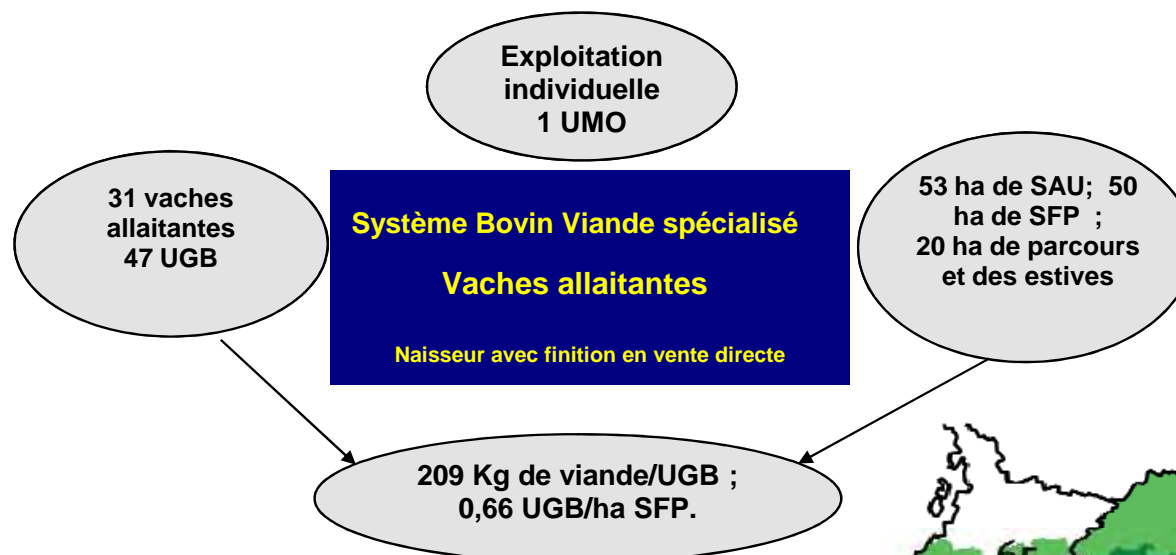 Exploitation
individuelle
1 UMO
31 vaches
allaitantes
47 UGB
Système Bovin Viande spécialisé
Vaches allaitantes
Naisseur avec finition en vente directe
53 ha de SAU; 50
ha de SFP ;
20 ha de parcours
et des estives
209 Kg de viande/UGB ;
0,66 UGB/ha SFP.